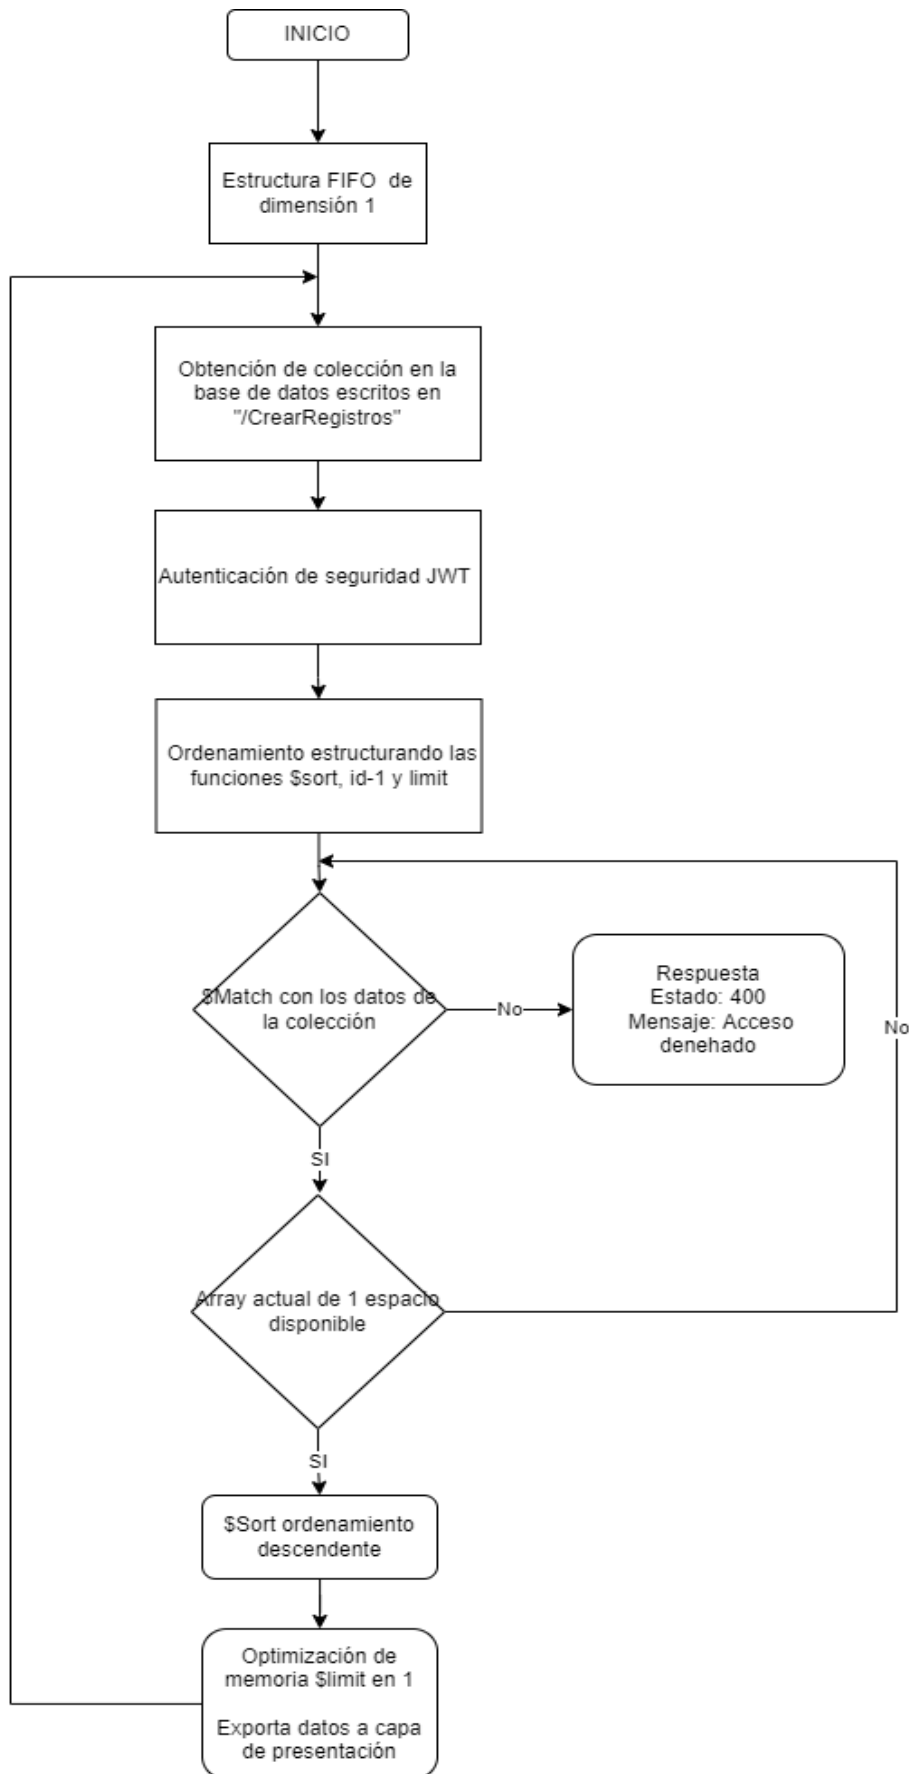 INICIO
Estructura FIFO de
dimensión 1
Obtención de colección en la
base de datos escritos en
"/CrearRegistros"
Autenticación de seguridad JWT
Ordenamiento estructurando las
funciones $sort, id-1 y limit
$Match con los datos de
la colección
No
Respuesta
Estado: 400
Mensaje: Acceso
denehado
No
SI
Array actual de 1 espacio
disponible
SI
$Sort ordenamiento
descendente
Optimización de
memoria $limit en 1
Exporta datos a capa
de presentación